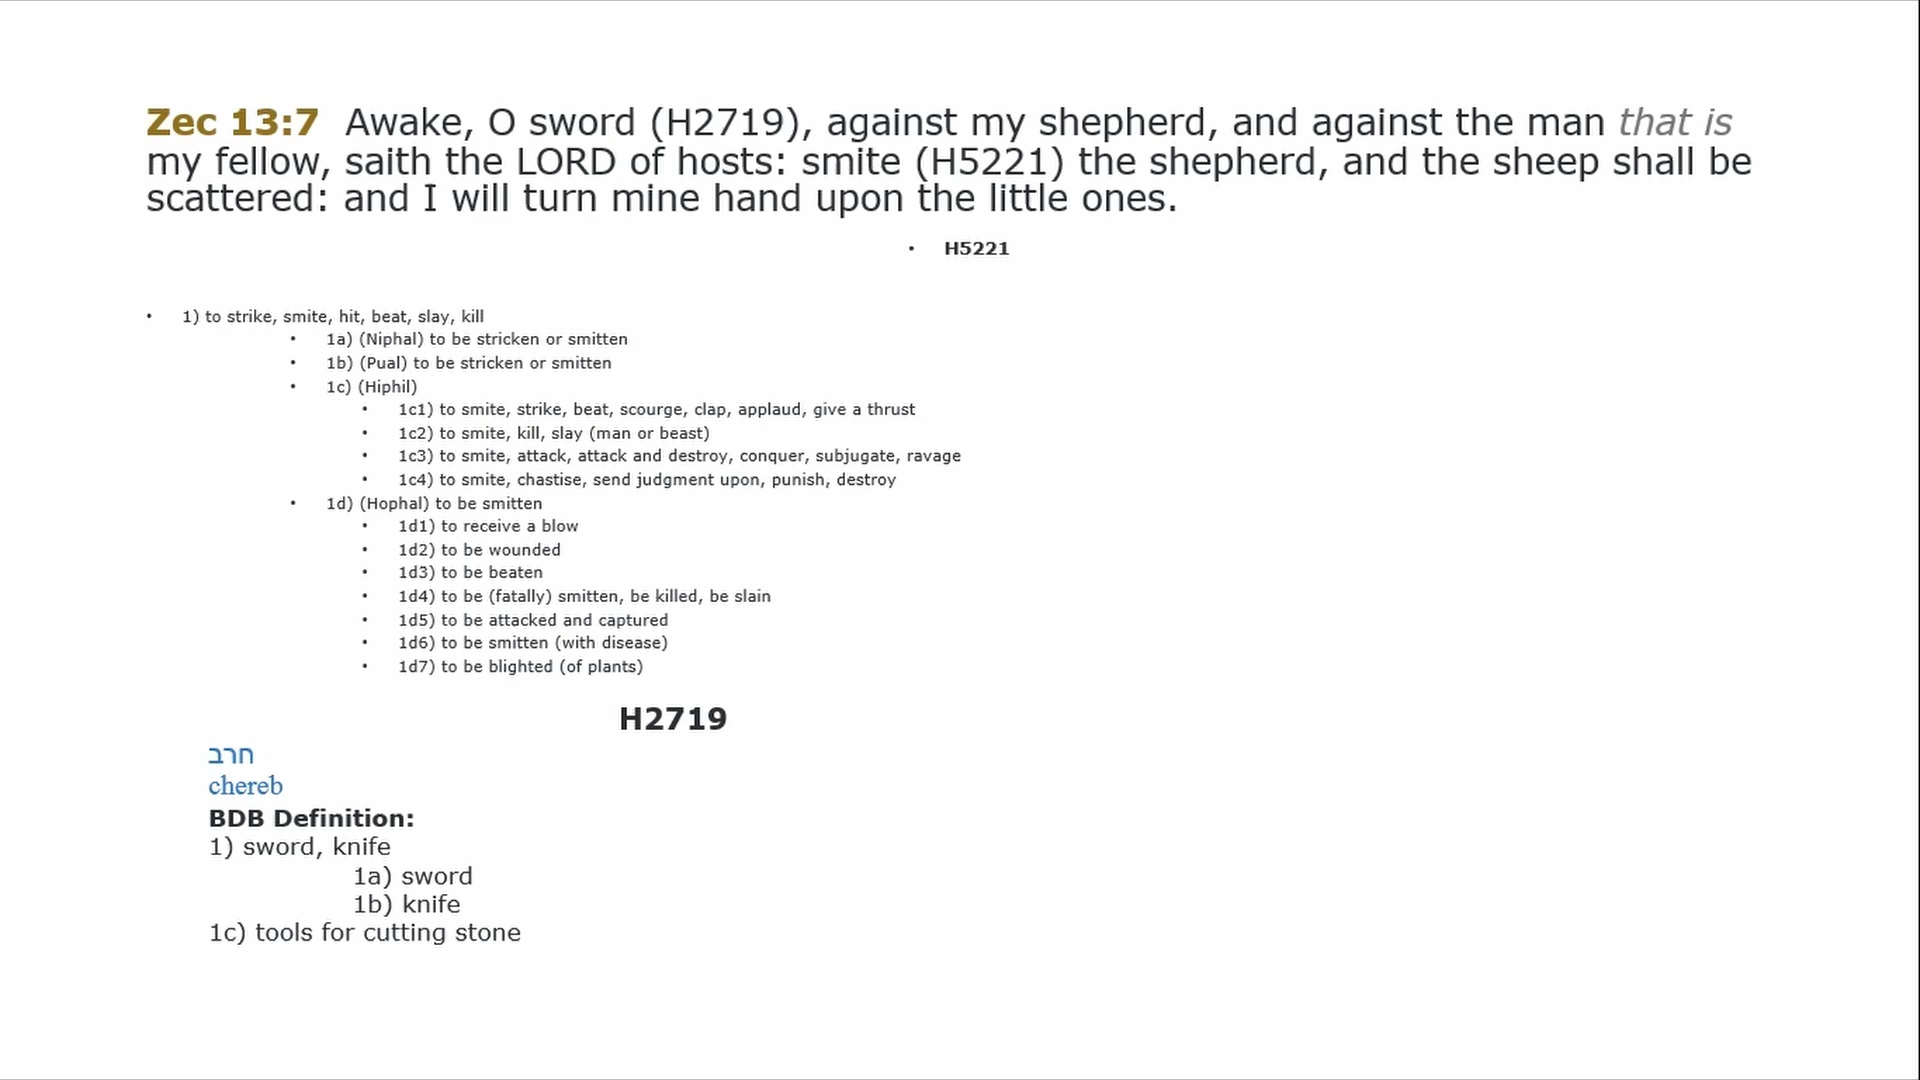 Zec 13:7 Awake, O sword (H2719), against my shepherd, and against the man that is
my fellow, saith the LORD of hosts: smite (H5221) the shepherd, and the sheep shall be
scattered: and I will turn mine hand upon the little ones.
• H5221
• 1) to strike, smite, hit, beat, slay, kill
• 1a) (Niphal) to be stricken or smitten
• 1b) (Pual) to be stricken or smitten
• 1c) (Hiphil)
• 1c1) to smite, strike, beat, scourge, clap, applaud, give a thrust
• 1c2) to smite, kill, slay (man or beast)
• 1c3) to smite, attack, attack and destroy, conquer, subjugate, ravage
• 1c4) to smite, chastise, send judgment upon, punish, destroy
• 1d) (Hophal) to be smitten
• 1d1) to receive a blow
• 1d2) to be wounded
• 1d3) to be beaten
• 1d4) to be (fatally) smitten, be killed, be slain
• 1d5) to be attacked and captured
• 1d6) to be smitten (with disease)
• 1d7) to be blighted (of plants)
H2719
חרב
chereb
BDB Definition:
1) sword, knife
1a) sword
1b) knife
1c) tools for cutting stone